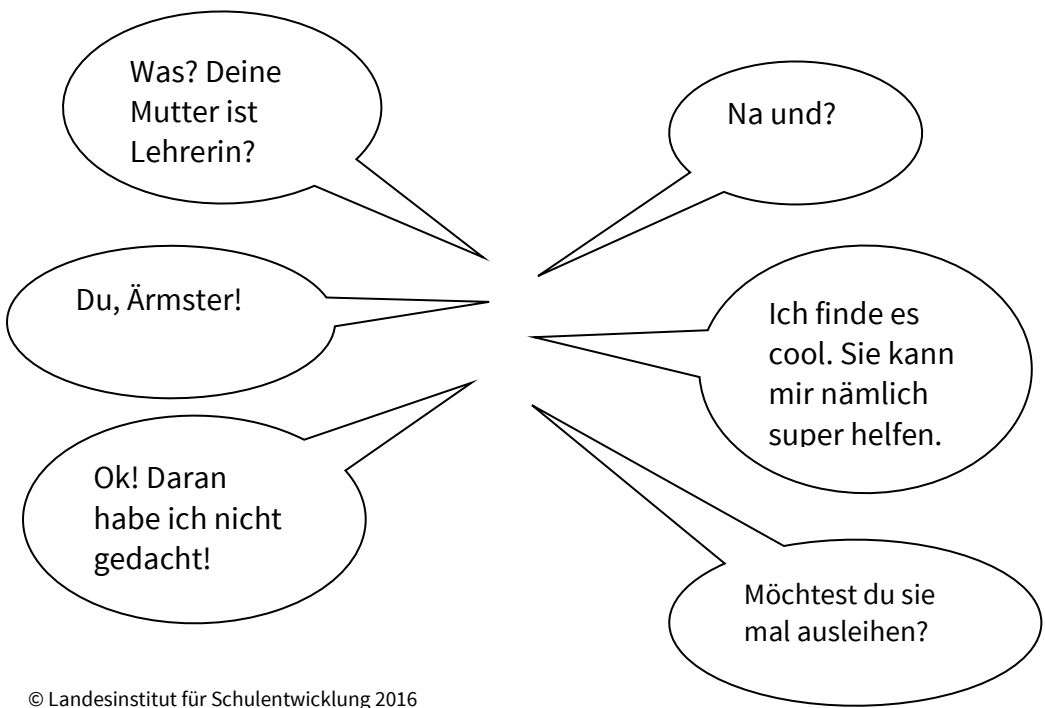 Was? Deine
Mutter ist
Lehrerin?
Na und?
Du, Ärmster!
Ich finde es
cool. Sie kann
mir nämlich
super helfen.
Ok! Daran
habe ich nicht
gedacht!
Möchtest du sie
mal ausleihen?
© Landesinstitut für Schulentwicklung 2016